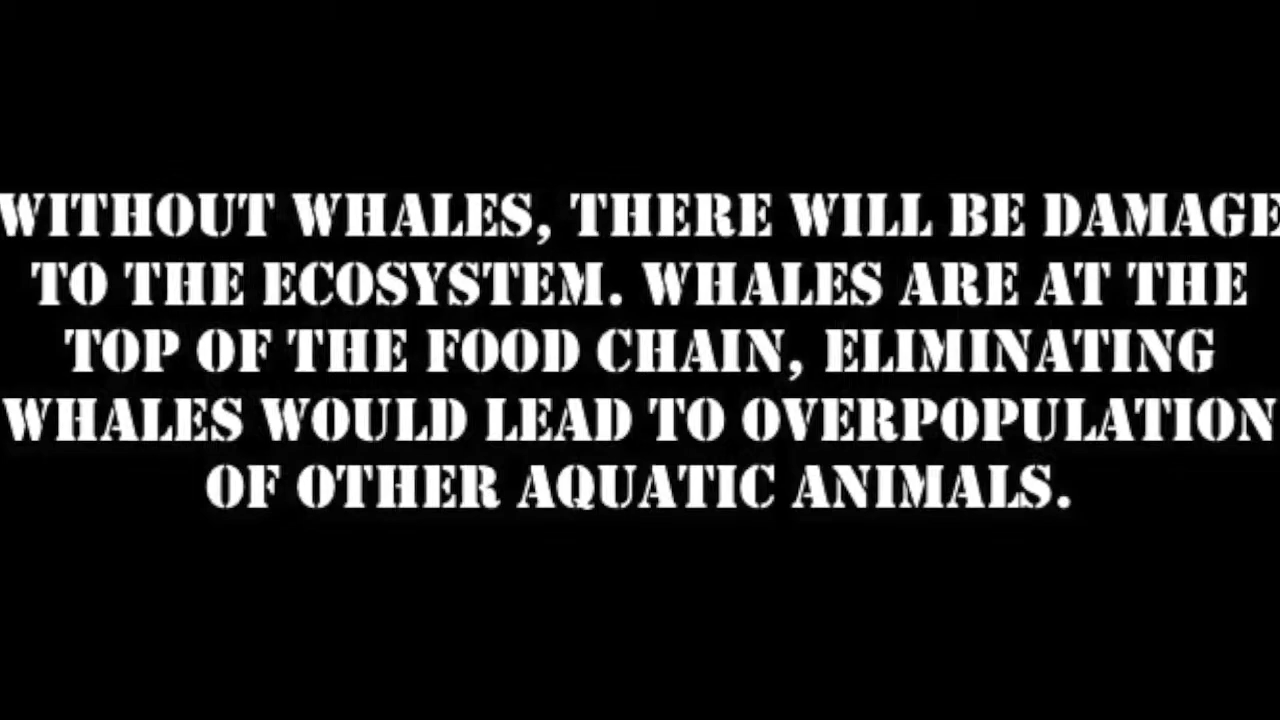 WITHOUT WHALES, THERE WILL BE DAMAGE
TO THE ECOSYSTEM. WHALES ARE AT THE
TOP OF THE FOOD CHAIN, ELIMINATING
WHALES WOULD LEAD TO OVERPOPULATION
OF OTHER AQUATIC ANIMALS.